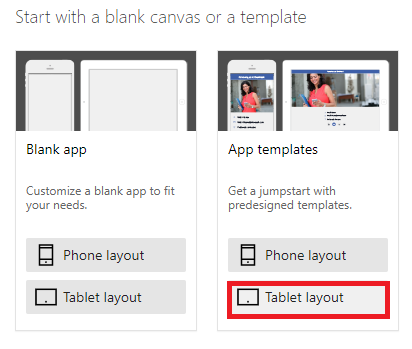 Start with a blank canvas or a template
Blank app
Customize a blank app to fit
your needs.
Phone layout
Tablet layout
App templates
Get a jumpstart with
predesigned templates.
Phone layout
Tablet layout